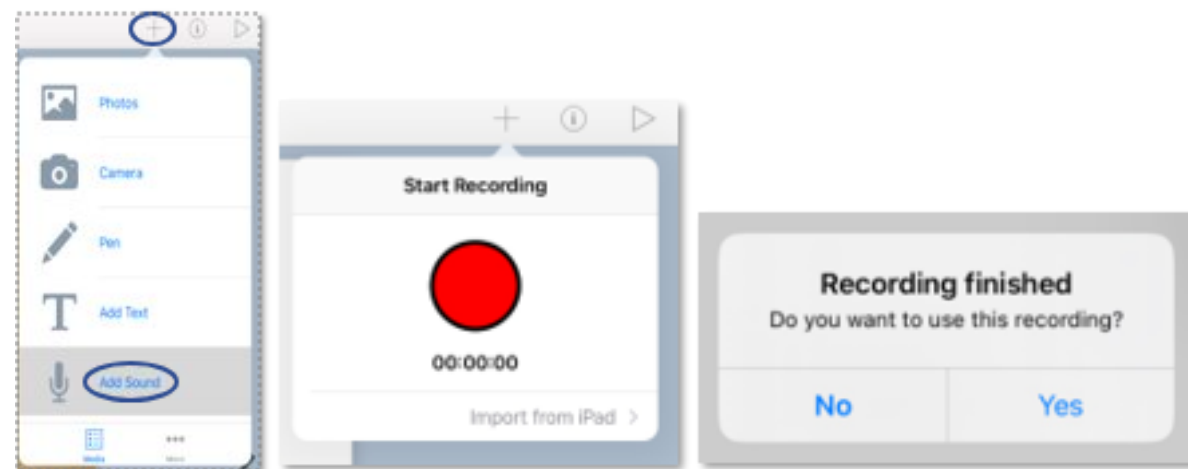 Photos
Camera
Pen
Add Text
Add Sound
Media
More
Start Recording
00:00:00
Import from iPad >
Recording finished
Do you want to use this recording?
No
Yes